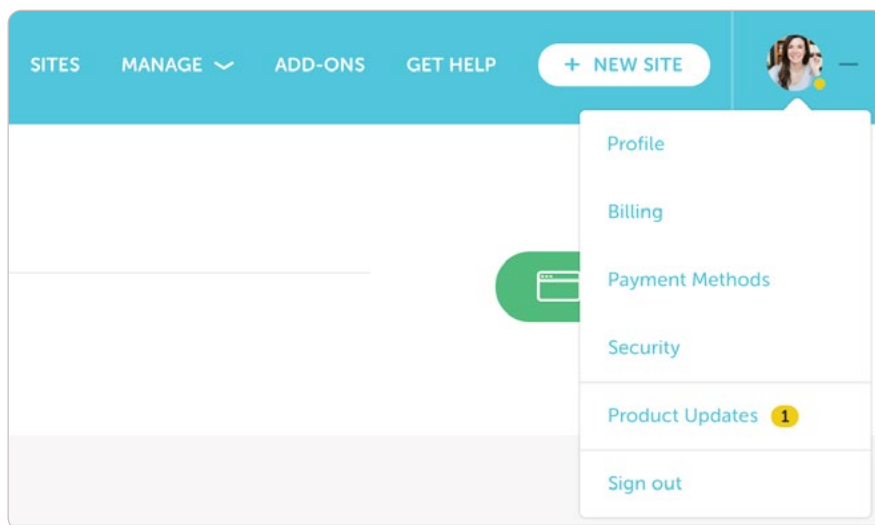 SITES MANAGE ADD-ONS GET HELP + NEW SITE
Profile
Billing
Payment Methods
Security
Product Updates 1
Sign out